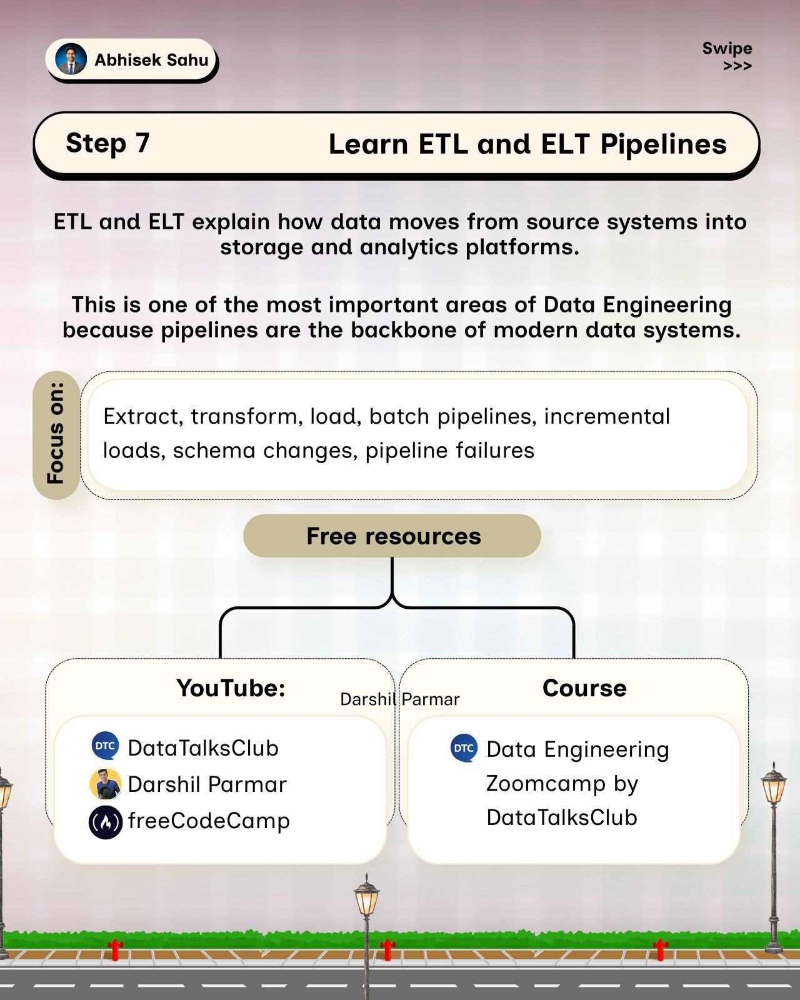 Abhisek Sahu
Swipe
>>>
Step 7
Learn ETL and ELT Pipelines
ETL and ELT explain how data moves from source systems into
storage and analytics platforms.
This is one of the most important areas of Data Engineering
because pipelines are the backbone of modern data systems.
Focus on:
Extract, transform, load, batch pipelines, incremental
loads, schema changes, pipeline failures
Free resources
YouTube:
Darshil Parmar
DTC DataTalksClub
Darshil Parmar
freeCodeCamp
Course
DTC Data Engineering
Zoomcamp by
DataTalksClub